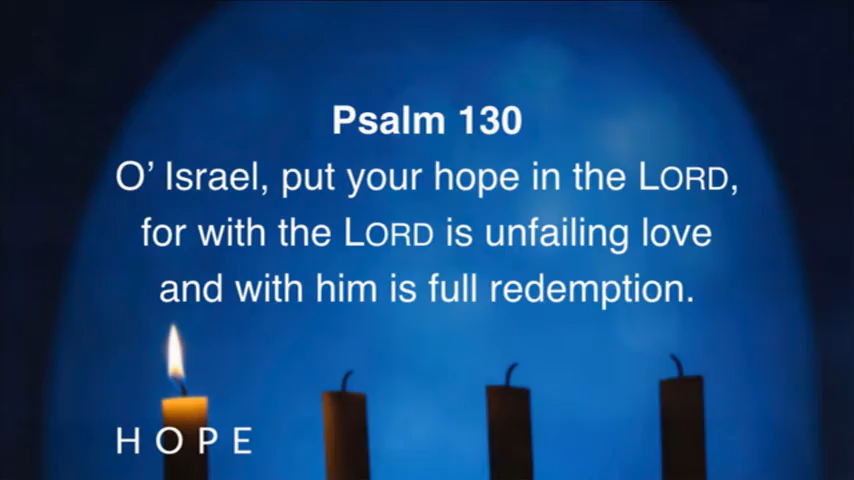 Psalm 130
O’ Israel, put your hope in the LORD,
for with the LORD is unfailing love
and with him is full redemption.
HOPE